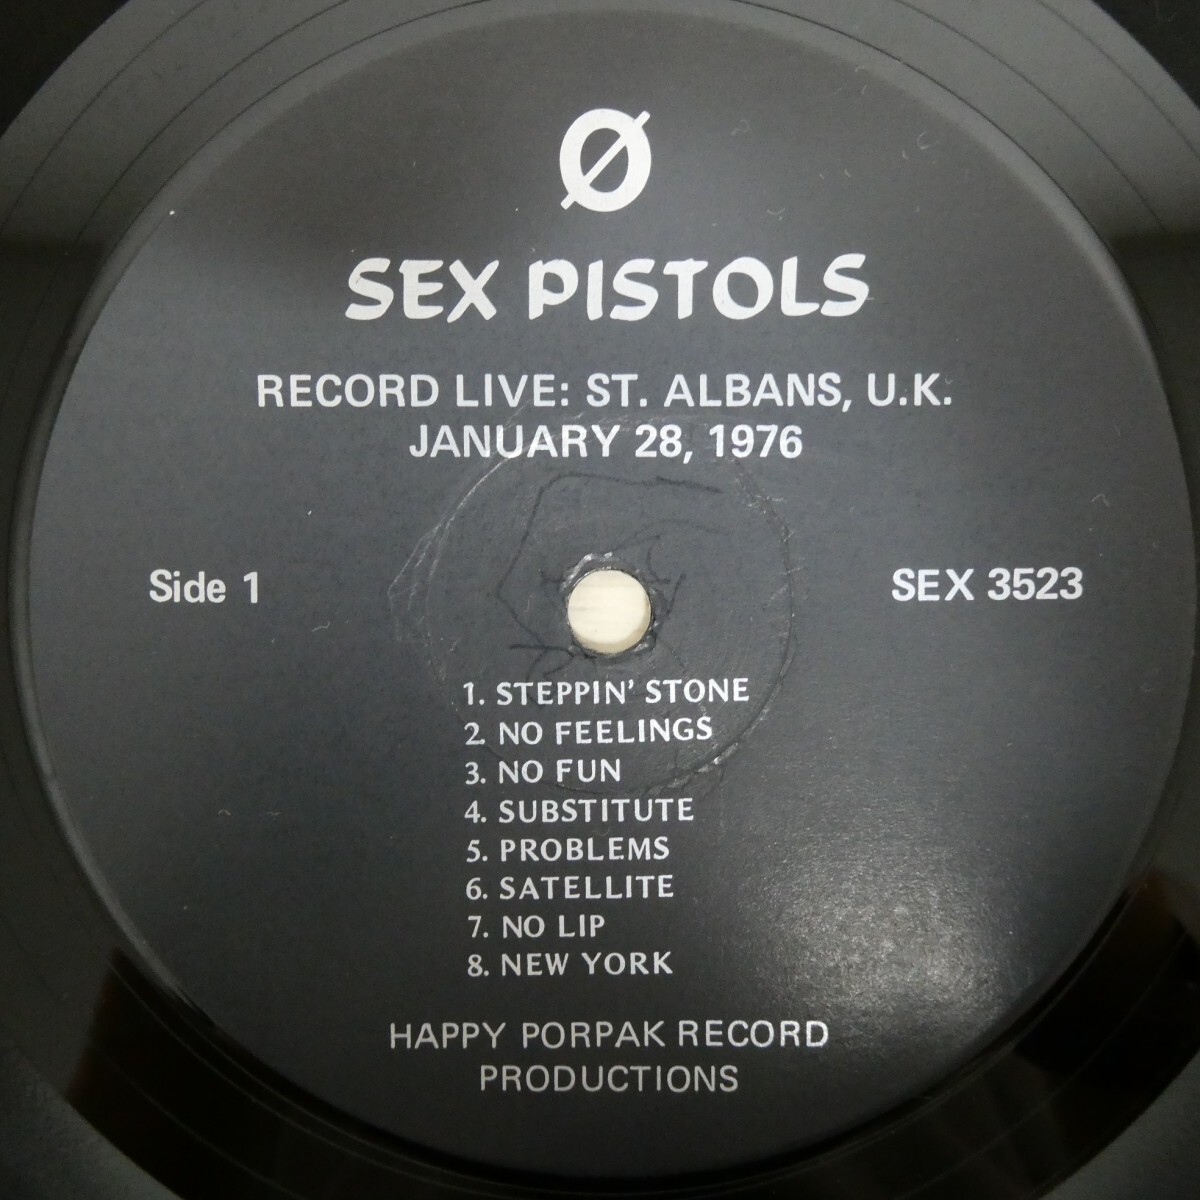 Ø
SEX PISTOLS
RECORD LIVE: ST. ALBANS, U.K.
JANUARY 28, 1976
Side 1
SEX 3523
1. STEPPIN' STONE
2. NO FEELINGS
3. NO FUN
4. SUBSTITUTE
5. PROBLEMS
6. SATELLITE
7. NO LIP
8. NEW YORK
HAPPY PORPAK RECORD
PRODUCTIONS